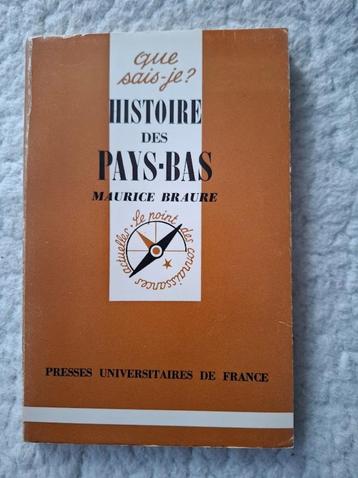 que
sais-je?
HISTOIRE
DES
PAYS-BAS
MAURICE BRAURE
Le point des connaissances actuelles
PRESSES UNIVERSITAIRES DE FRANCE